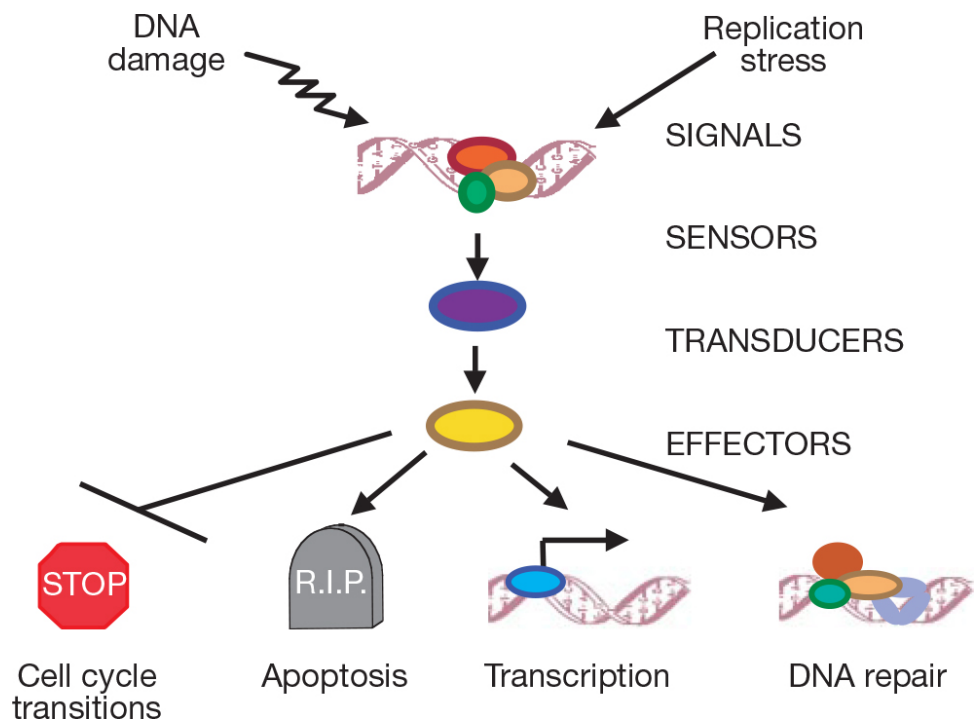 DNA
damage
Replication
stress
SIGNALS
SENSORS
TRANSDUCERS
EFFECTORS
STOP
R.I.P.
Cell cycle
transitions
Apoptosis
Transcription
DNA repair